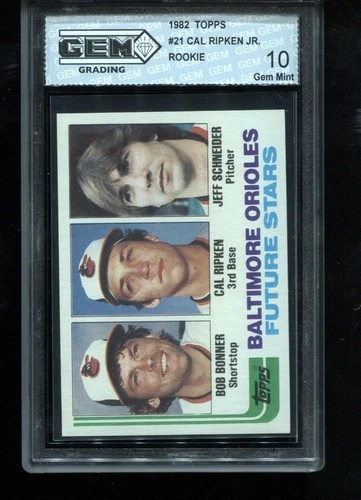 1982 TOPPS
GEM
GRADING
#21 CAL RIPKEN JR.
ROOKIE
10
Gem Mint
JEFF SCHNEIDER
Pitcher
CAL RIPKEN
3rd Base
BOB BONNER
Shortstop
BALTIMORE ORIOLES
FUTURE STARS
TOPPS